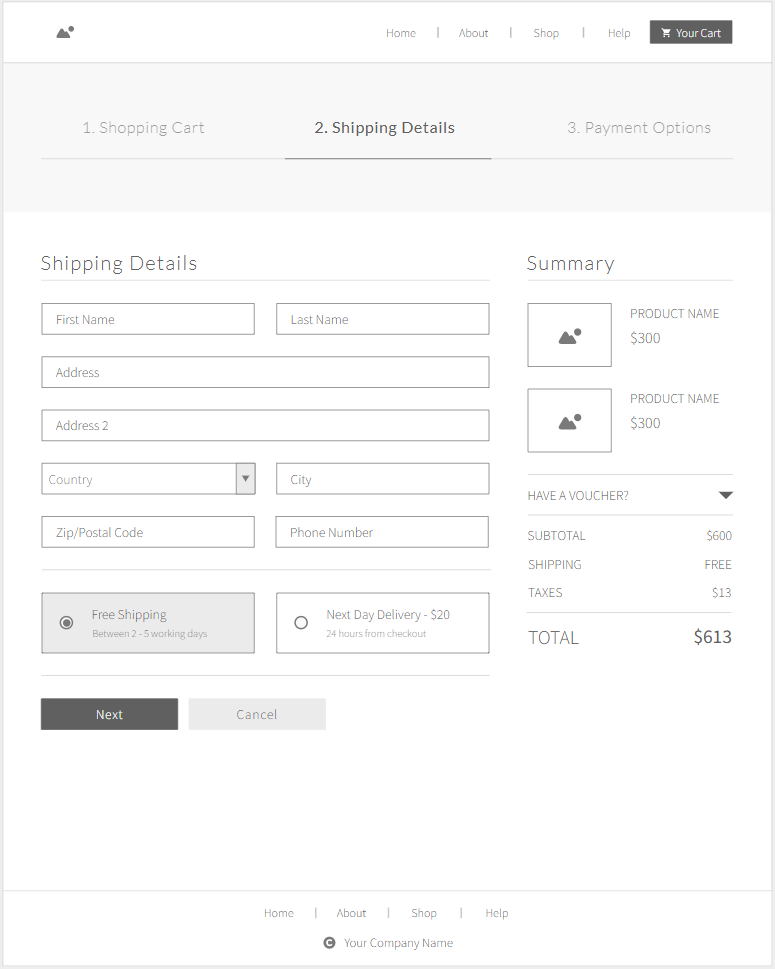 Home | About | Shop | Help Your Cart
1. Shopping Cart 2. Shipping Details 3. Payment Options
Shipping Details
First Name Last Name
Address
Address 2
Country City
Zip/Postal Code Phone Number
Free Shipping Next Day Delivery - $20
Between 2 - 5 working days 24 hours from checkout
Next Cancel
Summary
PRODUCT NAME
$300
PRODUCT NAME
$300
HAVE A VOUCHER?
SUBTOTAL $600
SHIPPING FREE
TAXES $13
TOTAL $613
Home | About | Shop | Help
© Your Company Name